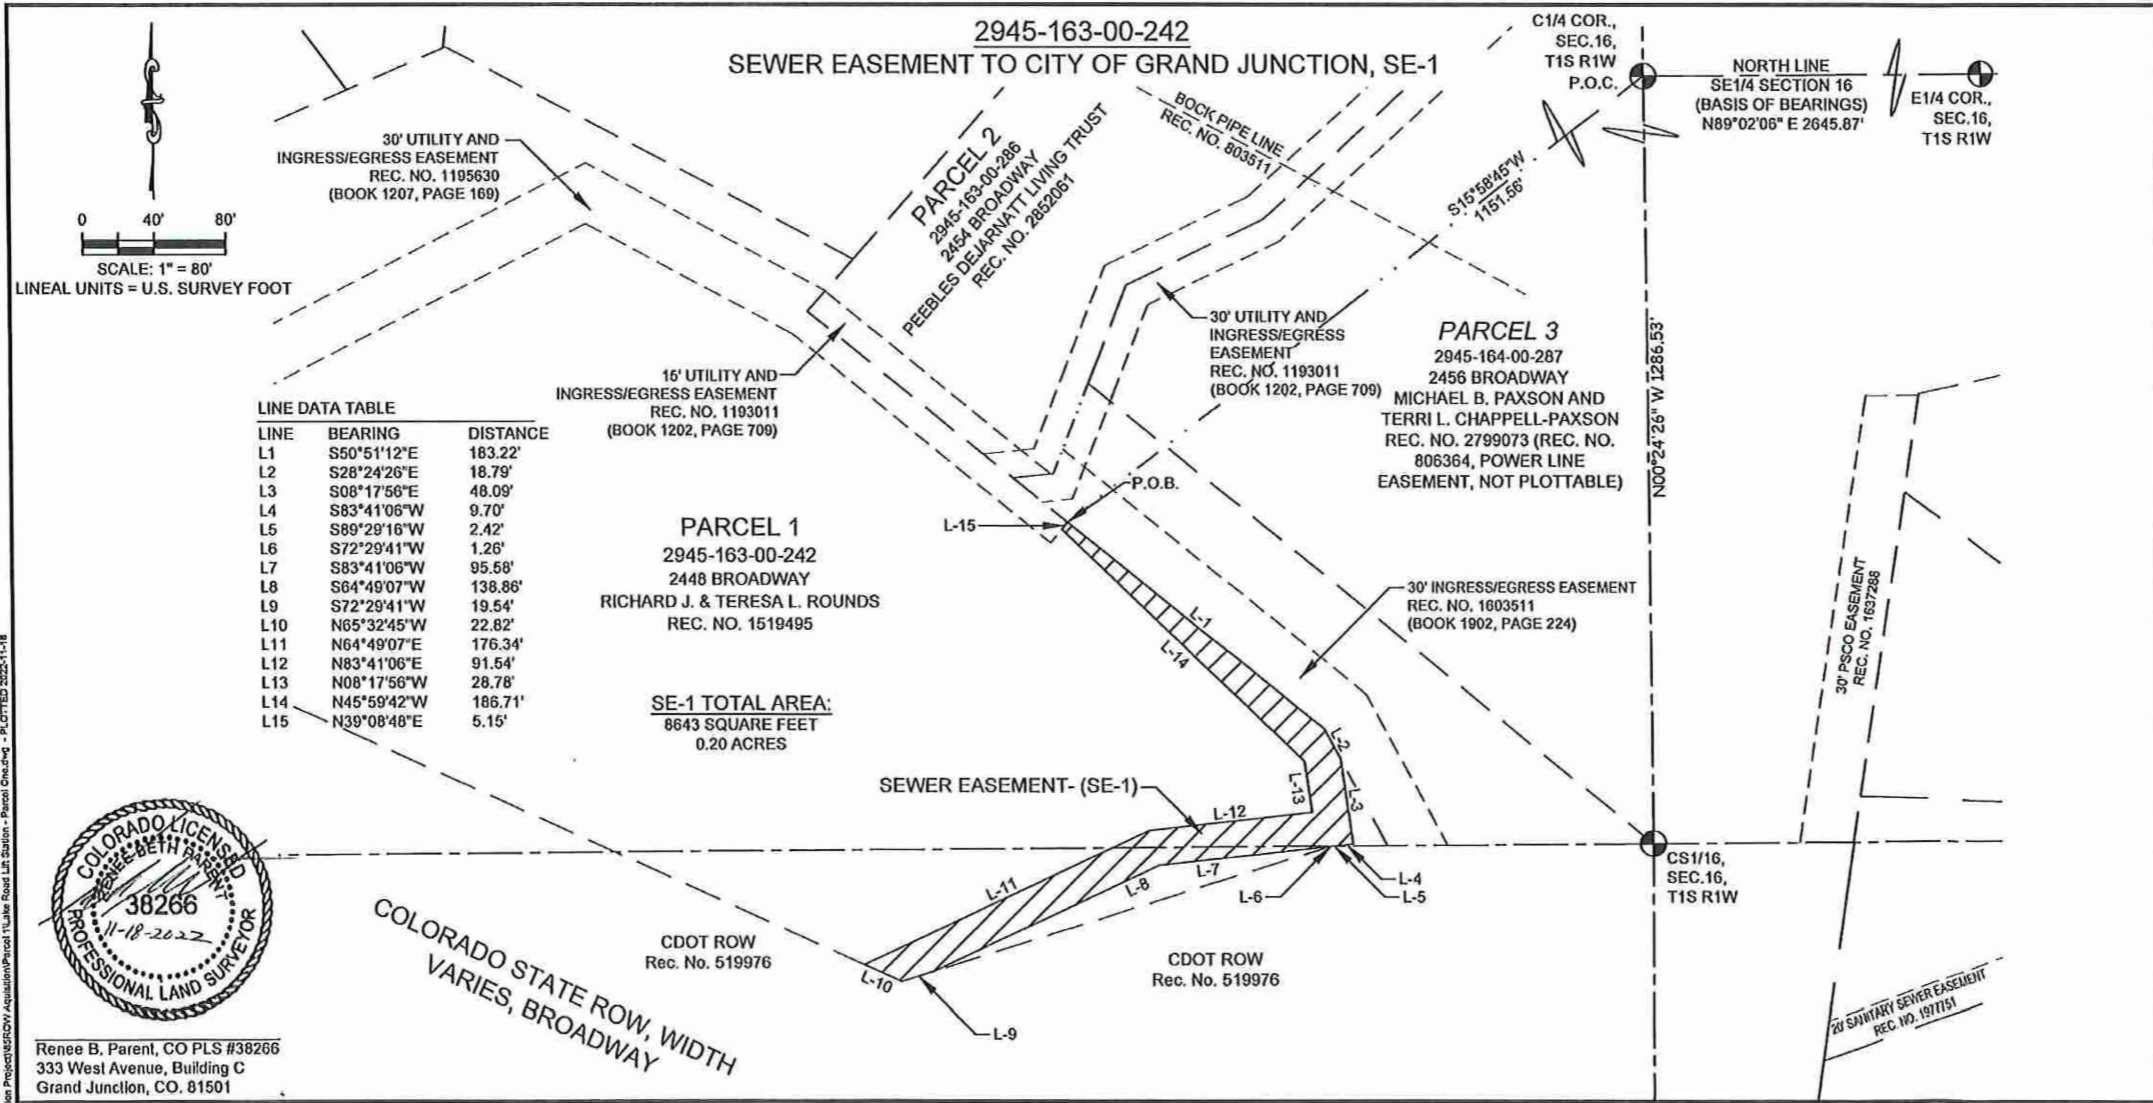 2945-163-00-242
SEWER EASEMENT TO CITY OF GRAND JUNCTION, SE-1
C1/4 COR.,
SEC.16,
T1S R1W
P.O.C.
NORTH LINE
SE1/4 SECTION 16
(BASIS OF BEARINGS)
N89°02'06" E 2645.87'
E1/4 COR.,
SEC.16,
T1S R1W
0 40' 80'
SCALE: 1" = 80'
LINEAL UNITS = U.S. SURVEY FOOT
30' UTILITY AND
INGRESS/EGRESS EASEMENT
REC. NO. 1195630
(BOOK 1207, PAGE 169)
PARCEL 2
2945-163-00-286
2454 BROADWAY
PEEBLES DEJARNATT LIVING TRUST
REC. NO. 2852061
BOCK PIPE LINE
REC. NO. 803511
S15°58'45"W
1151.56'
15' UTILITY AND
INGRESS/EGRESS EASEMENT
REC. NO. 1193011
(BOOK 1202, PAGE 709)
30' UTILITY AND
INGRESS/EGRESS
EASEMENT
REC. NO. 1193011
(BOOK 1202, PAGE 709)
PARCEL 3
2945-164-00-287
2456 BROADWAY
MICHAEL B. PAXSON AND
TERRI L. CHAPPELL-PAXSON
REC. NO. 2799073 (REC. NO.
806364, POWER LINE
EASEMENT, NOT PLOTTABLE)
N00°24'26" W 1286.53'
LINE DATA TABLE
LINE BEARING DISTANCE
L1 S50°51'12"E 183.22'
L2 S28°24'26"E 18.79'
L3 S08°17'56"E 48.09'
L4 S83°41'06"W 9.70'
L5 S89°29'16"W 2.42'
L6 S72°29'41"W 1.26'
L7 S83°41'06"W 95.58'
L8 S64°49'07"W 138.86'
L9 S72°29'41"W 19.54'
L10 N65°32'45"W 22.82'
L11 N64°49'07"E 176.34'
L12 N83°41'06"E 91.54'
L13 N08°17'56"W 28.78'
L14 N45°59'42"W 186.71'
L15 N39°08'48"E 5.15'
P.O.B.
L-15
PARCEL 1
2945-163-00-242
2448 BROADWAY
RICHARD J. & TERESA L. ROUNDS
REC. NO. 1519495
SE-1 TOTAL AREA:
8643 SQUARE FEET
0.20 ACRES
L-1
L-14
30' INGRESS/EGRESS EASEMENT
REC. NO. 1603511
(BOOK 1902, PAGE 224)
30' PSCO EASEMENT
REC. NO. 1637288
L-2
L-13
L-3
SEWER EASEMENT- (SE-1)
L-12
L-11
L-7
L-8
L-6
L-4
L-5
L-10
L-9
CS1/16,
SEC.16,
T1S R1W
CDOT ROW
Rec. No. 519976
CDOT ROW
Rec. No. 519976
COLORADO STATE ROW, WIDTH
VARIES, BROADWAY
20' SANITARY SEWER EASEMENT
REC. NO. 1977751
COLORADO LICENSED
RENEE BETH PARENT
38266
11-18-2022
PROFESSIONAL LAND SURVEYOR
Renee B. Parent, CO PLS #38266
333 West Avenue, Building C
Grand Junction, CO. 81501
Lake Road Lift Station - Parcel One.dwg - PLOTTED 2022-11-18